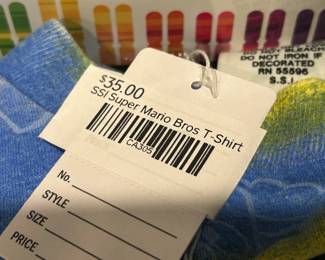 DO NOT BLEACH
DO NOT IRON IF
DECORATED
RN 55596
S.S.I.
$35.00
SSI Super Mario Bros T-Shirt
CA305
No.
STYLE
SIZE
PRICE